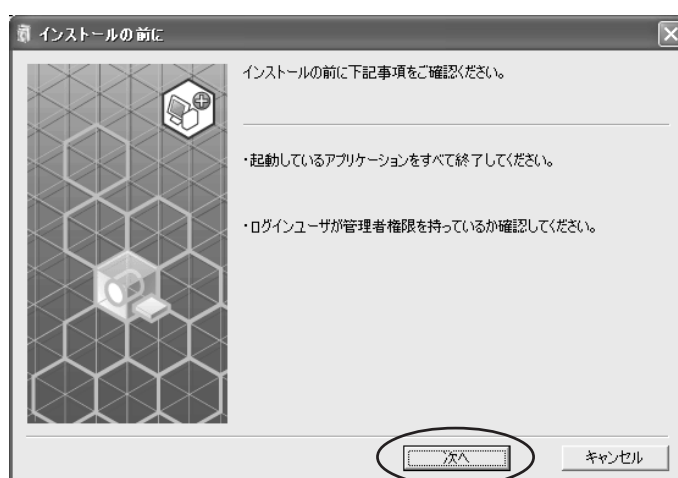 インストールの前に
インストールの前に下記事項をご確認ください。
・起動しているアプリケーションをすべて終了してください。
・ログインユーザが管理者権限を持っているか確認してください。
次へ
キャンセル